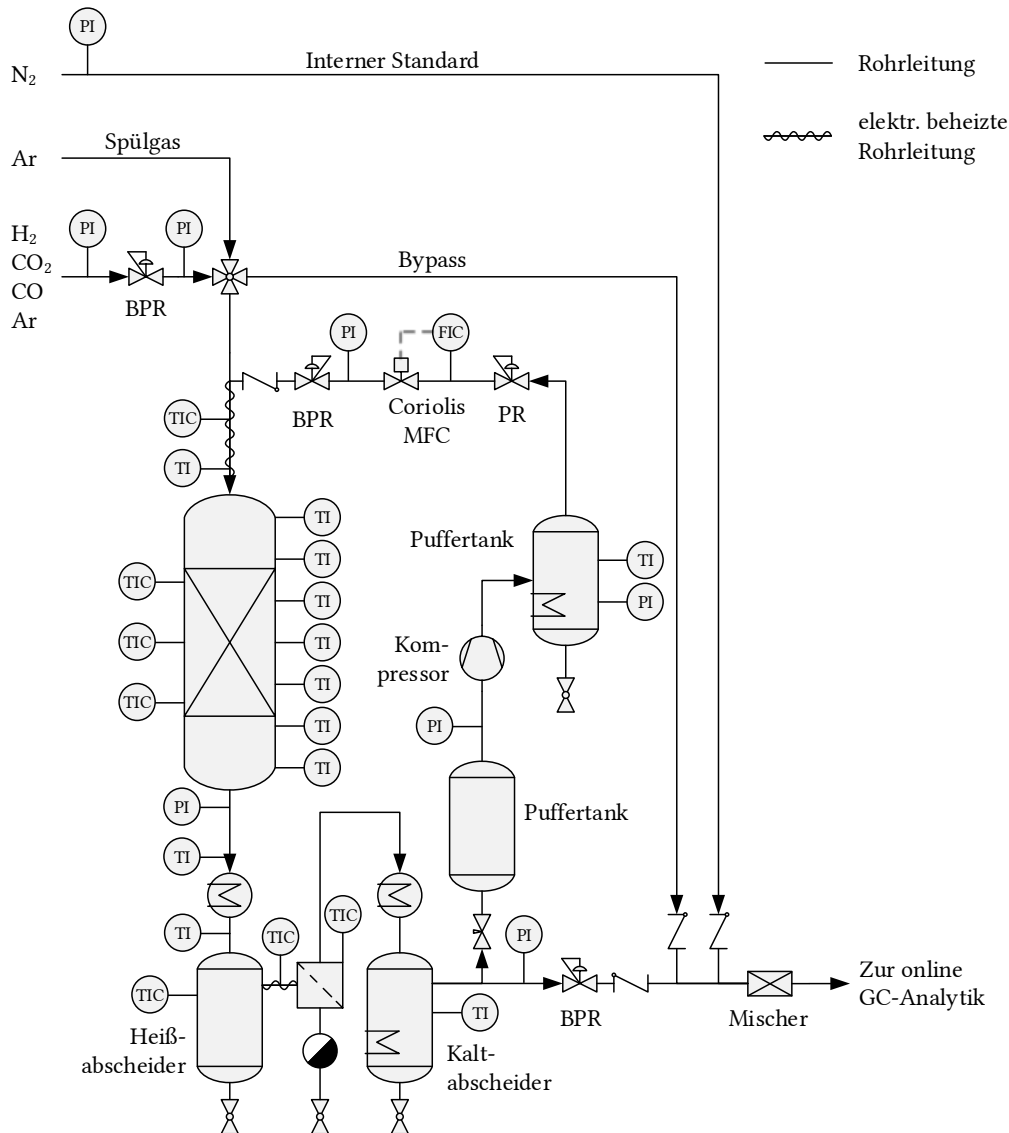 PI
Interner Standard
N₂
Rohrleitung
elektr. beheizte
Rohrleitung
Spülgas
Ar
PI
PI
H₂
CO₂
CO
Ar
Bypass
BPR
PI
FIC
BPR
Coriolis
MFC
PR
TIC
TI
TI
TI
TI
TI
TI
TI
TI
TIC
TIC
TIC
Puffertank
TI
PI
Kom-
pressor
PI
Puffertank
PI
TI
TI
TIC
TIC
TIC
PI
TI
BPR
Mischer
Zur online
GC-Analytik
Heiß-
abscheider
Kalt-
abscheider